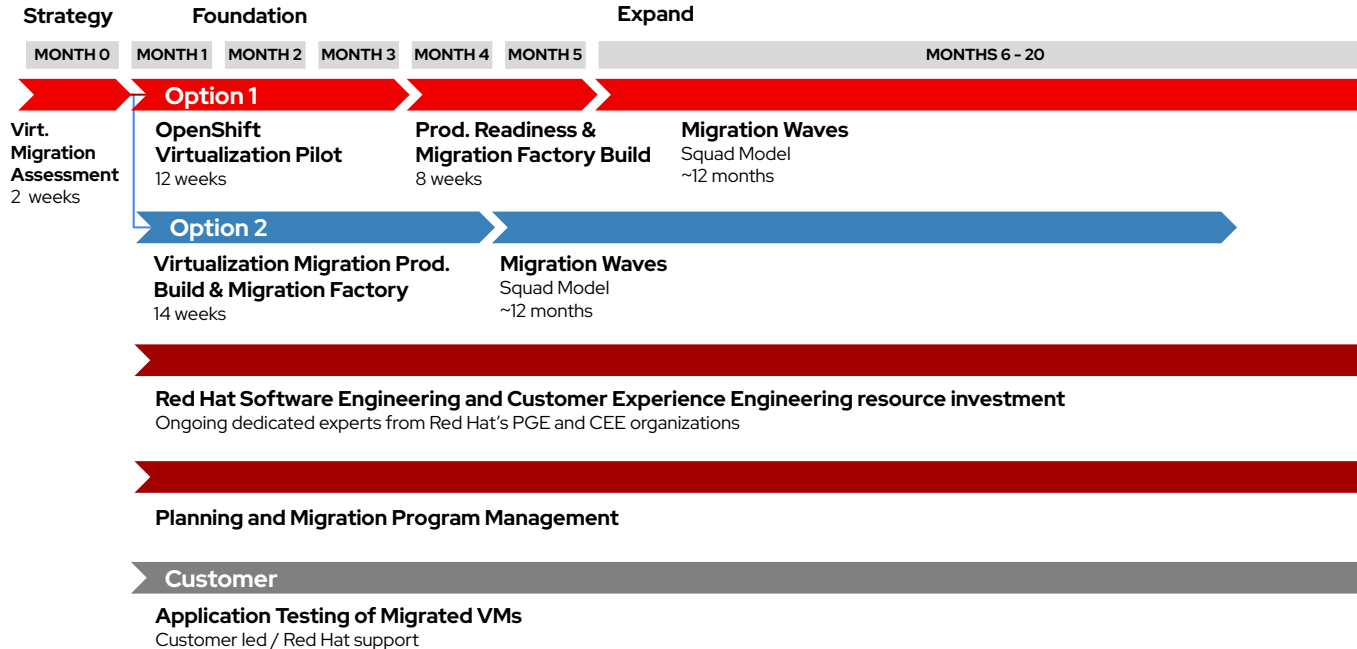 Strategy
Foundation
Expand
MONTH 0
MONTH 1
MONTH 2
MONTH 3
MONTH 4
MONTH 5
MONTHS 6 - 20
Option 1
Virt.
Migration
Assessment
2 weeks
OpenShift
Virtualization Pilot
12 weeks
Prod. Readiness &
Migration Factory Build
8 weeks
Migration Waves
Squad Model
~12 months
Option 2
Virtualization Migration Prod.
Build & Migration Factory
14 weeks
Migration Waves
Squad Model
~12 months
Red Hat Software Engineering and Customer Experience Engineering resource investment
Ongoing dedicated experts from Red Hat’s PGE and CEE organizations
Planning and Migration Program Management
Customer
Application Testing of Migrated VMs
Customer led / Red Hat support